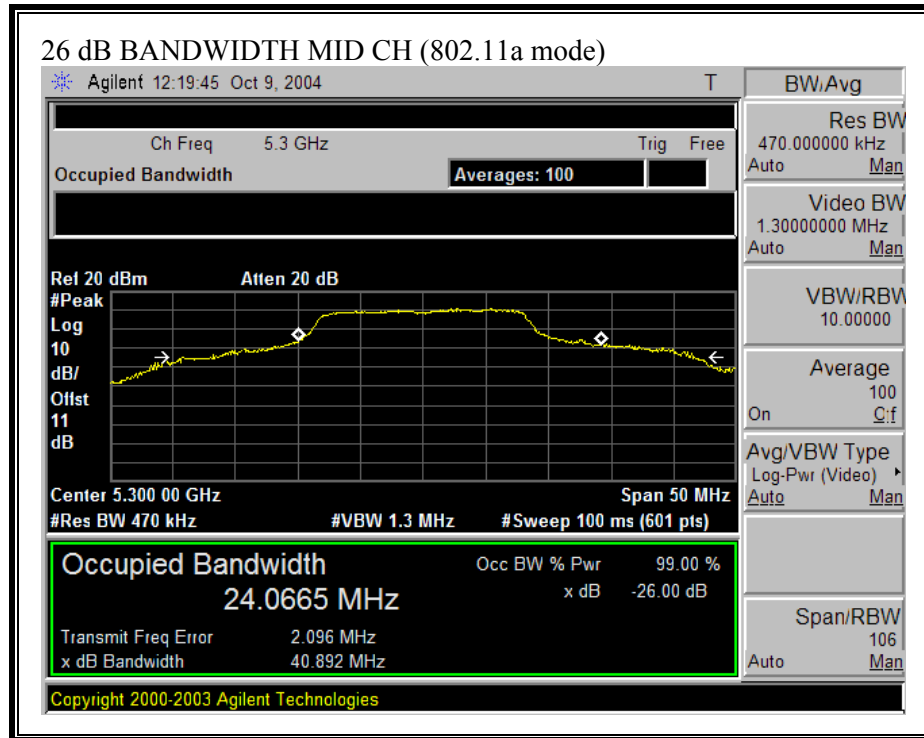 26 dB BANDWIDTH MID CH (802.11a mode)
Agilent 12:19:45 Oct 9, 2004 T
Ch Freq 5.3 GHz Trig Free
Occupied Bandwidth Averages: 100
Ref 20 dBm Atten 20 dB
#Peak
Log
10
dB/
Offst
11
dB
Center 5.300 00 GHz Span 50 MHz
#Res BW 470 kHz #VBW 1.3 MHz #Sweep 100 ms (601 pts)
Occupied Bandwidth Occ BW % Pwr 99.00 %
24.0665 MHz x dB -26.00 dB
Transmit Freq Error 2.096 MHz
x dB Bandwidth 40.892 MHz
Copyright 2000-2003 Agilent Technologies
BW/Avg
Res BW
470.000000 kHz
Auto Man
Video BW
1.30000000 MHz
Auto Man
VBW/RBW
10.00000
Average
100
On Off
Avg/VBW Type
Log-Pwr (Video)
Auto Man
Span/RBW
106
Auto Man